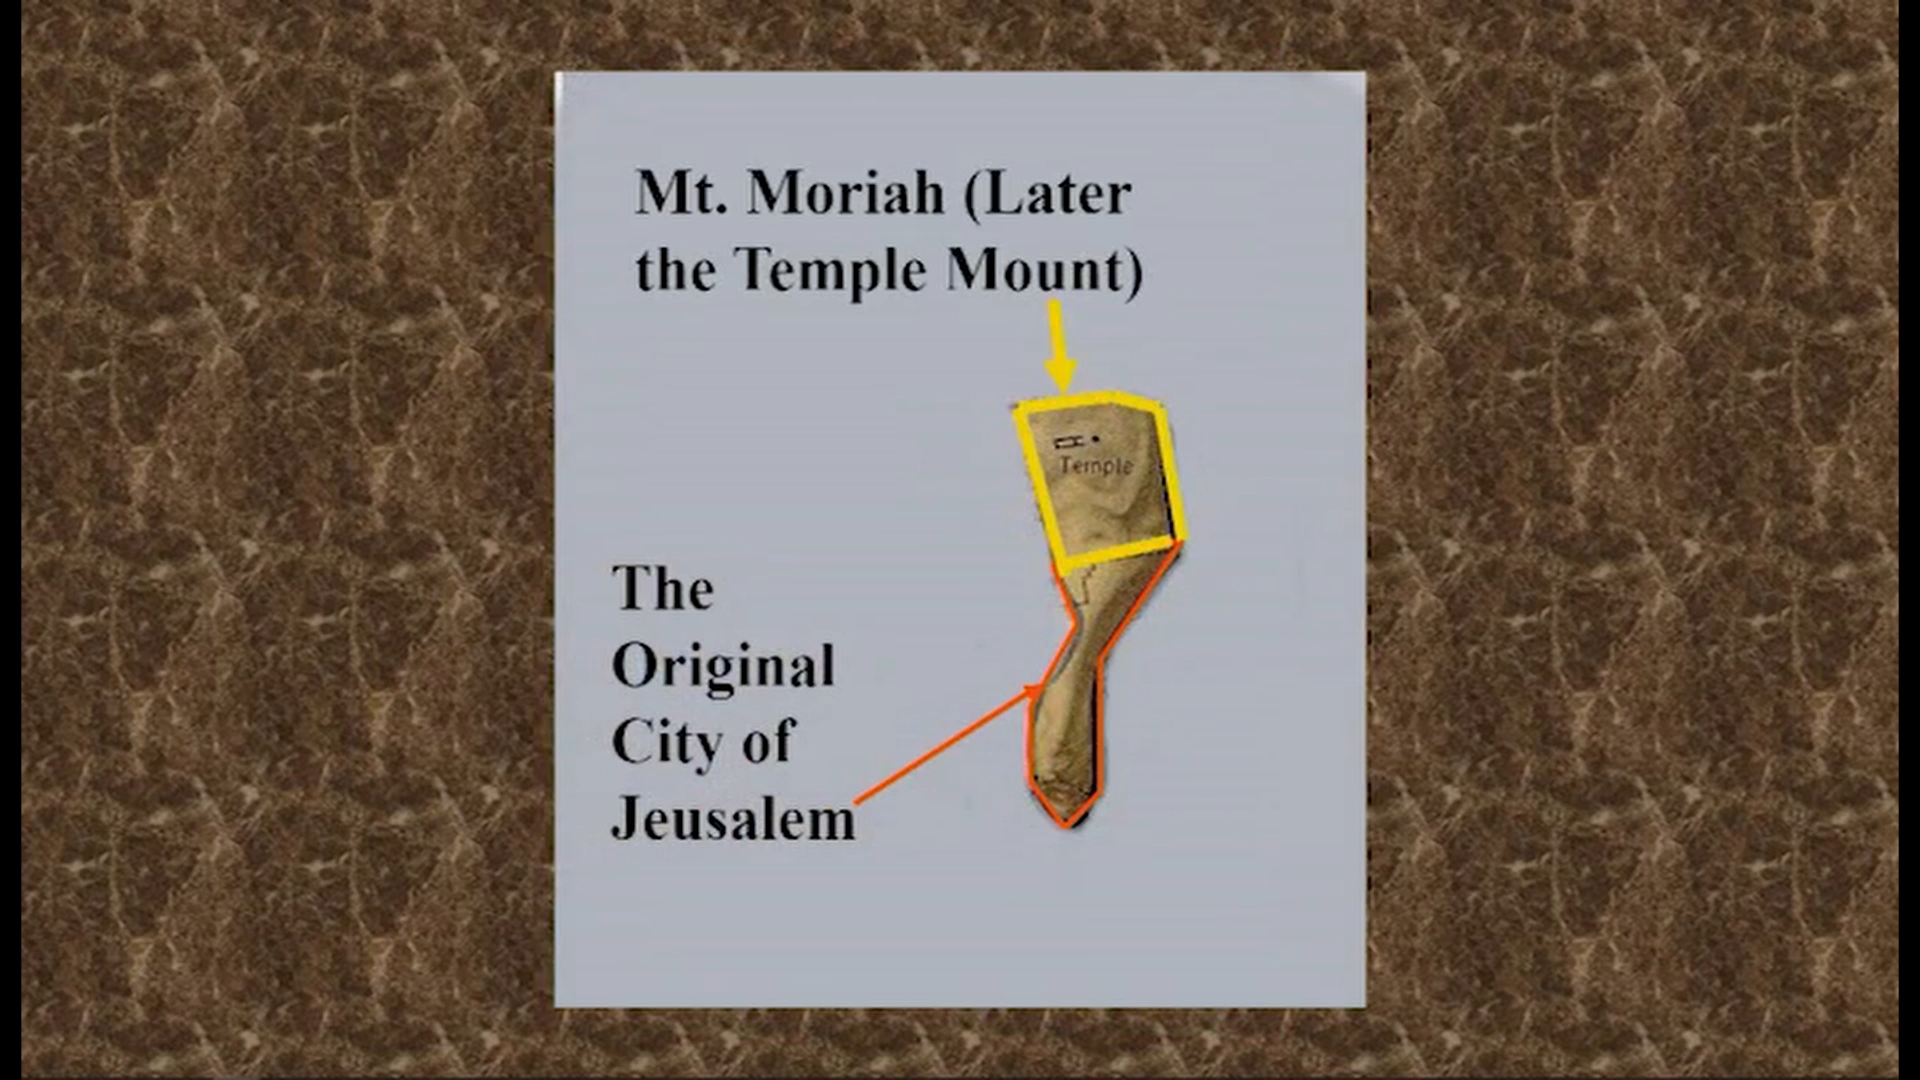 Mt. Moriah (Later
the Temple Mount)
Temple
The
Original
City of
Jeusalem